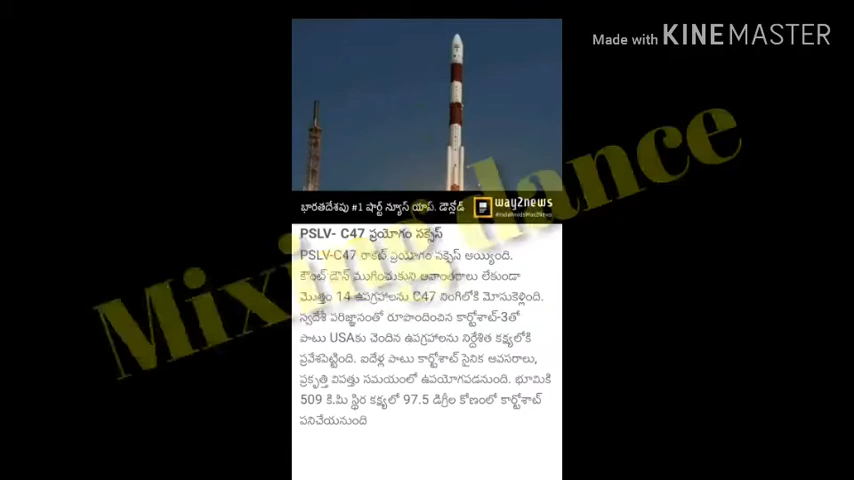 Made with KINEMASTER
భారతదేశపు #1 షార్ట్ న్యూస్ యాప్. డౌన్లోడ్ way2news
Mixing dance
PSLV- C47 ప్రయోగం సక్సెస్
PSLV-C47 రాకెట్ ప్రయోగం సక్సెస్ అయ్యింది.
కౌంట్ డౌన్ ముగించుకుని అవాంతరాలు లేకుండా
మొత్తం 14 ఉపగ్రహాలను C47 నింగిలోకి మోసుకెళ్లింది.
స్వదేశీ పరిజ్ఞానంతో రూపొందించిన కార్టోశాట్-3తో
పాటు USAకు చెందిన ఉపగ్రహాలను నిర్దేశిత కక్ష్యలోకి
ప్రవేశపెట్టింది. ఐదేళ్ల పాటు కార్టోశాట్ సైనిక అవసరాలు,
ప్రకృత్తి విపత్తు సమయంలో ఉపయోగపడనుంది. భూమికి
509 కి.మి స్థిర కక్ష్యలో 97.5 డిగ్రీల కోణంలో కార్టోశాట్
పనిచేయనుంది